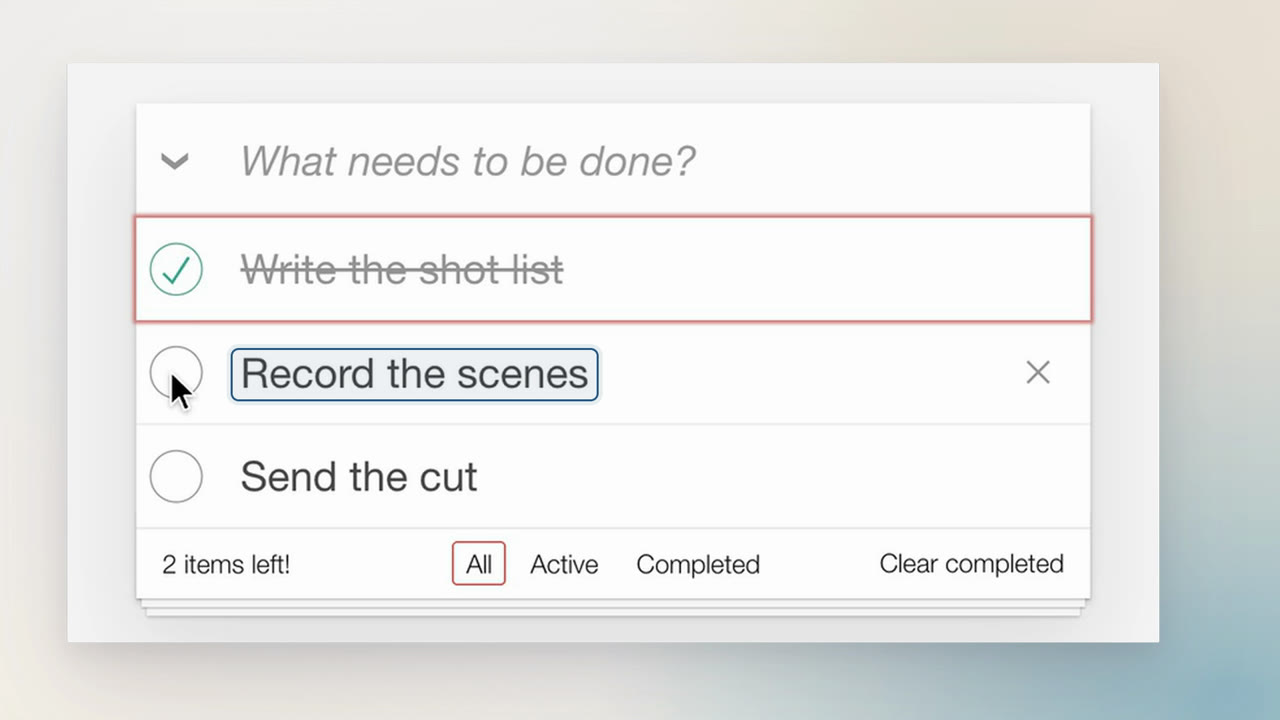 What needs to be done?
Write the shot list
Record the scenes
Send the cut
2 items left! All Active Completed Clear completed